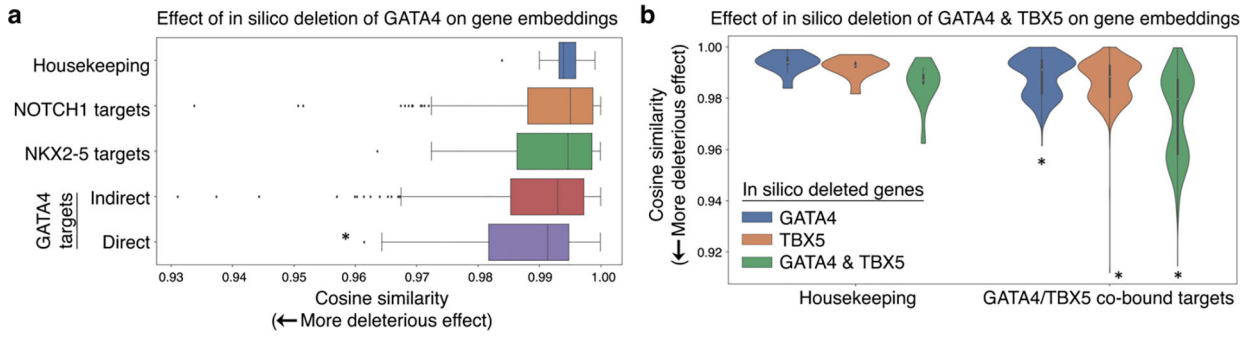 a
Effect of in silico deletion of GATA4 on gene embeddings
Housekeeping
NOTCH1 targets
NKX2-5 targets
GATA4
targets
Indirect
Direct
*
0.93 0.94 0.95 0.96 0.97 0.98 0.99 1.00
Cosine similarity
(←More deleterious effect)
b
Effect of in silico deletion of GATA4 & TBX5 on gene embeddings
Cosine similarity
(←More deleterious effect)
1.00
0.98
0.96
0.94
0.92
In silico deleted genes
GATA4
TBX5
GATA4 & TBX5
*
* *
Housekeeping GATA4/TBX5 co-bound targets